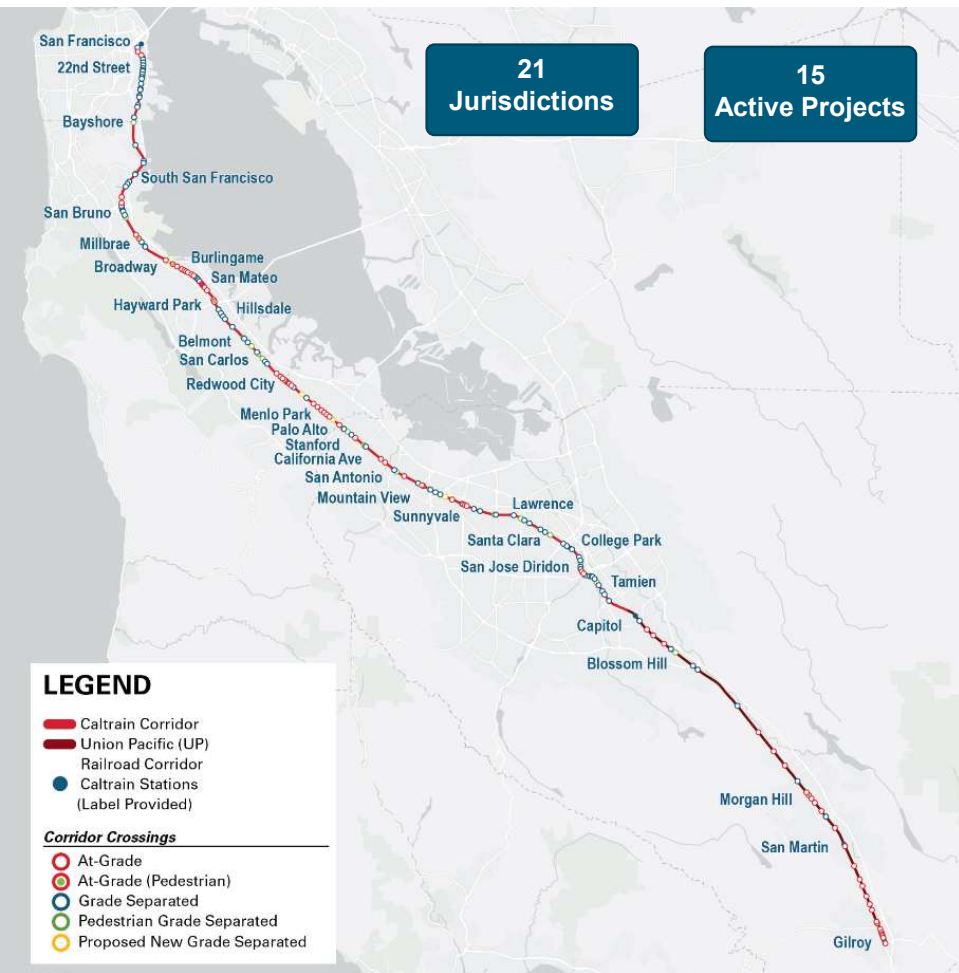 San Francisco
22nd Street
Bayshore
South San Francisco
San Bruno
Millbrae
Broadway
Burlingame
San Mateo
Hayward Park
Hillsdale
Belmont
San Carlos
Redwood City
Menlo Park
Palo Alto
Stanford
California Ave
San Antonio
Mountain View
Sunnyvale
Lawrence
Santa Clara
College Park
San Jose Diridon
Tamien
Capitol
Blossom Hill
Morgan Hill
San Martin
Gilroy
21
Jurisdictions
15
Active Projects
LEGEND
Caltrain Corridor
Union Pacific (UP)
Railroad Corridor
Caltrain Stations
(Label Provided)
Corridor Crossings
At-Grade
At-Grade (Pedestrian)
Grade Separated
Pedestrian Grade Separated
Proposed New Grade Separated